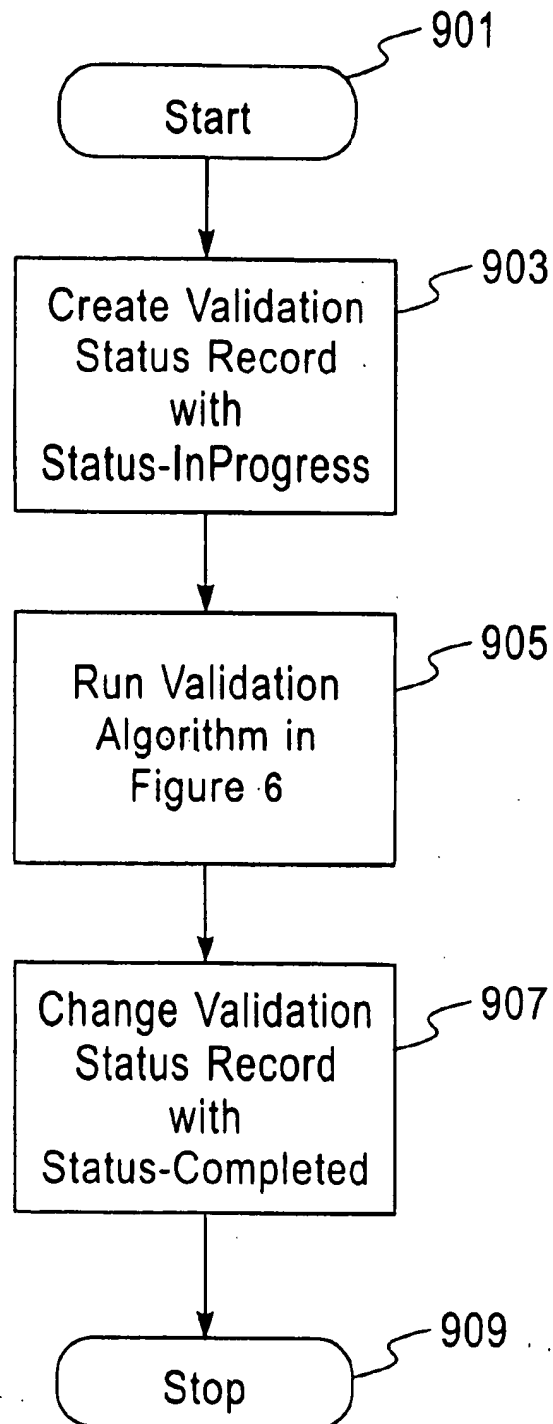 901
Start
903
Create Validation
Status Record
with
Status-InProgress
905
Run Validation
Algorithm in
Figure 6
907
Change Validation
Status Record
with
Status-Completed
909
Stop